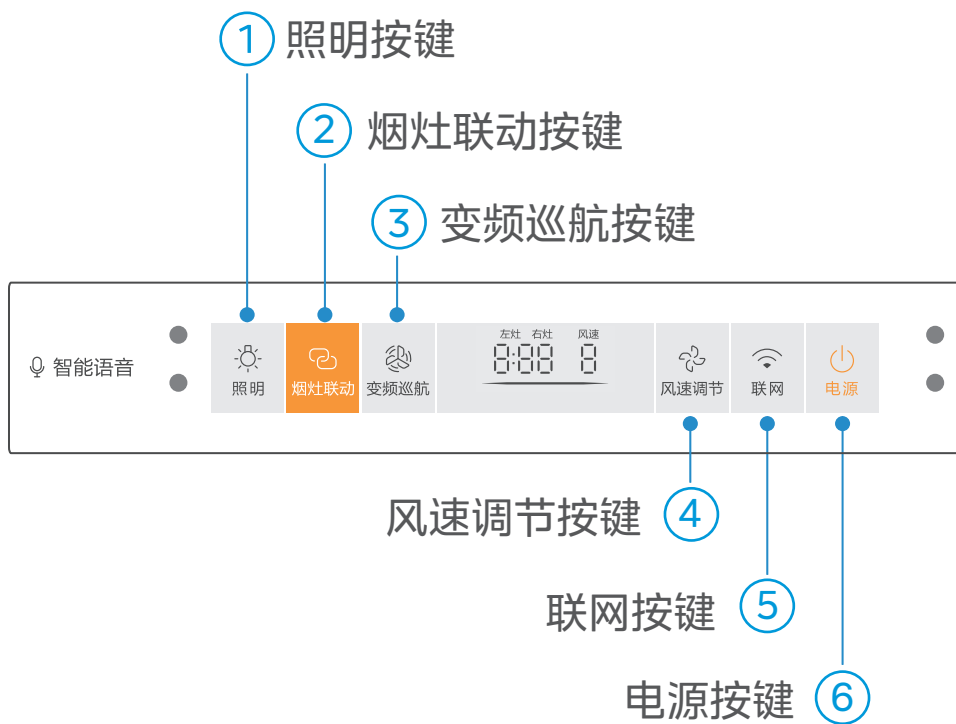 ① 照明按键
② 烟灶联动按键
③ 变频巡航按键
智能语音
照明
烟灶联动
变频巡航
左灶 右灶 风速
8:88 8
风速调节
联网
电源
风速调节按键 ④
联网按键 ⑤
电源按键 ⑥